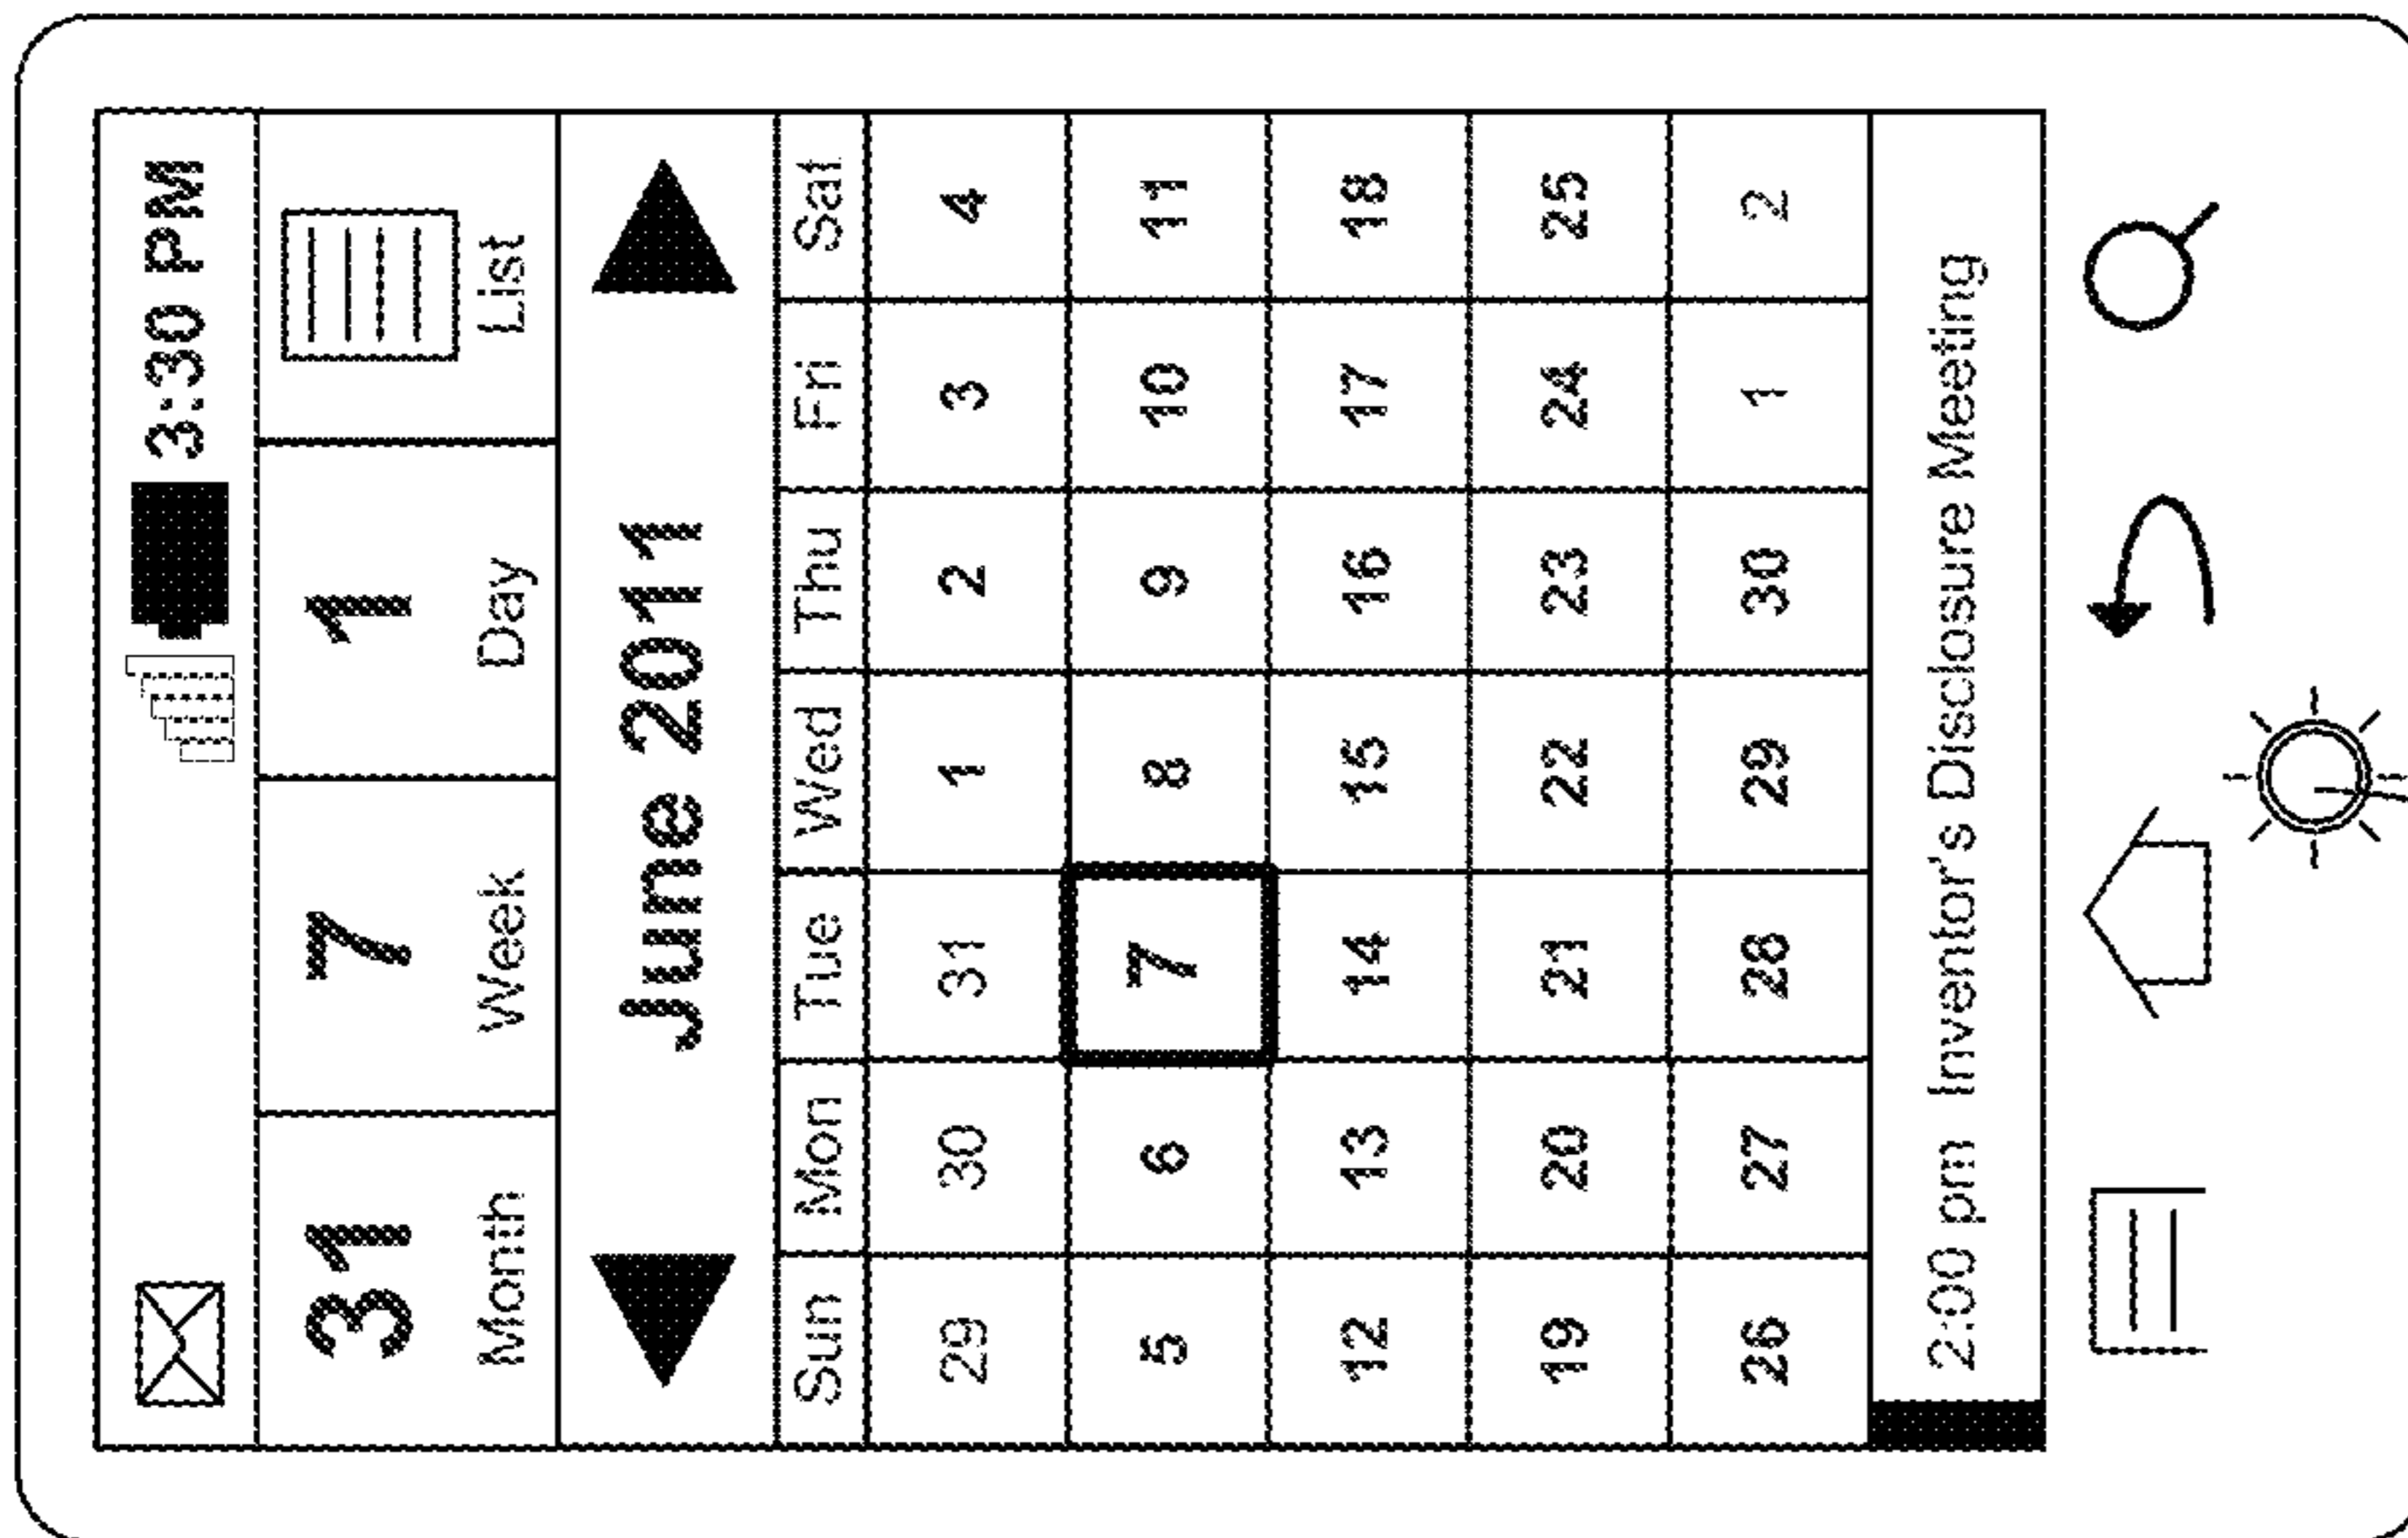 3:30 PM
31 7 1
Month Week Day List
June 2011
Sun Mon Tue Wed Thu Fri Sat
29 30 31 1 2 3 4
5 6 7 8 9 10 11
12 13 14 15 16 17 18
19 20 21 22 23 24 25
26 27 28 29 30 1 2
2:00 pm Inventor's Disclosure Meeting